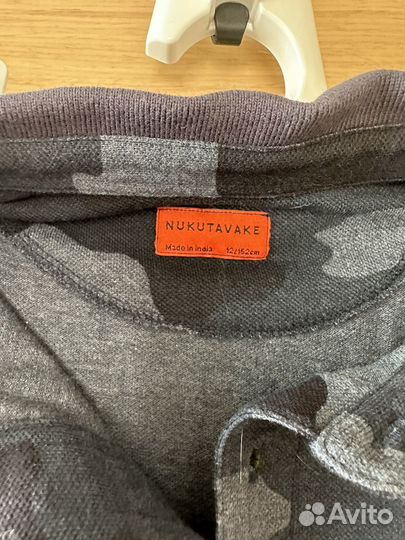 NUKUTAVAKE
Made in India 12/152cm
Avito